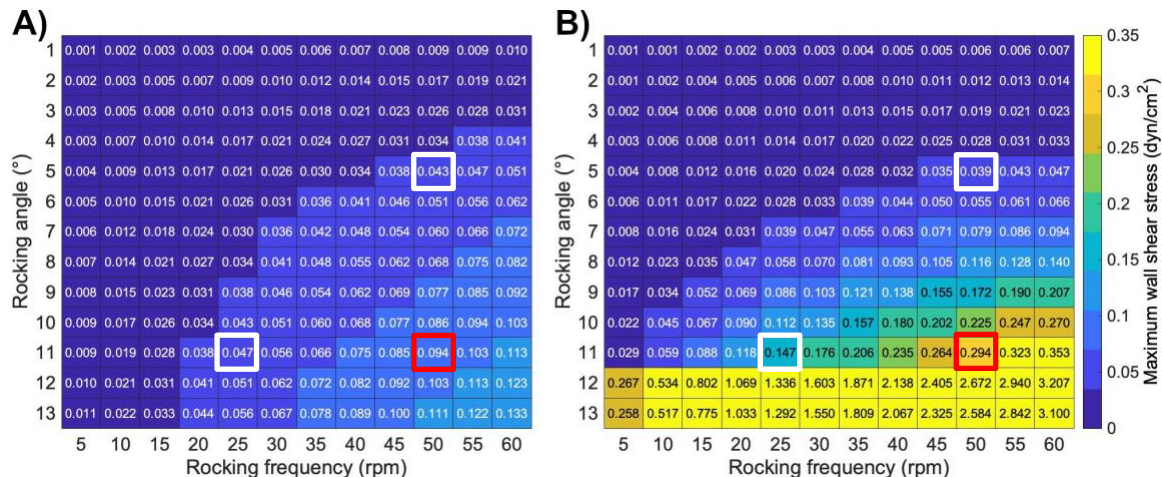 A)
B)
1 0.001 0.002 0.003 0.003 0.004 0.005 0.006 0.007 0.008 0.009 0.009 0.010
2 0.002 0.003 0.005 0.007 0.009 0.010 0.012 0.014 0.015 0.017 0.019 0.021
3 0.003 0.005 0.008 0.010 0.013 0.015 0.018 0.021 0.023 0.026 0.028 0.031
4 0.003 0.007 0.010 0.014 0.017 0.021 0.024 0.027 0.031 0.034 0.038 0.041
5 0.004 0.009 0.013 0.017 0.021 0.026 0.030 0.034 0.038 0.043 0.047 0.051
6 0.005 0.010 0.015 0.021 0.026 0.031 0.036 0.041 0.046 0.051 0.056 0.062
7 0.006 0.012 0.018 0.024 0.030 0.036 0.042 0.048 0.054 0.060 0.066 0.072
8 0.007 0.014 0.021 0.027 0.034 0.041 0.048 0.055 0.062 0.068 0.075 0.082
9 0.008 0.015 0.023 0.031 0.038 0.046 0.054 0.062 0.069 0.077 0.085 0.092
10 0.009 0.017 0.026 0.034 0.043 0.051 0.060 0.068 0.077 0.086 0.094 0.103
11 0.009 0.019 0.028 0.038 0.047 0.056 0.066 0.075 0.085 0.094 0.103 0.113
12 0.010 0.021 0.031 0.041 0.051 0.062 0.072 0.082 0.092 0.103 0.113 0.123
13 0.011 0.022 0.033 0.044 0.056 0.067 0.078 0.089 0.100 0.111 0.122 0.133
5 10 15 20 25 30 35 40 45 50 55 60
Rocking frequency (rpm)
Rocking angle (°)
1 0.001 0.001 0.002 0.002 0.003 0.003 0.004 0.005 0.005 0.006 0.006 0.007
2 0.001 0.002 0.004 0.005 0.006 0.007 0.008 0.010 0.011 0.012 0.013 0.014
3 0.002 0.004 0.006 0.008 0.010 0.011 0.013 0.015 0.017 0.019 0.021 0.023
4 0.003 0.006 0.008 0.011 0.014 0.017 0.020 0.022 0.025 0.028 0.031 0.033
5 0.004 0.008 0.012 0.016 0.020 0.024 0.027 0.031 0.035 0.039 0.043 0.047
6 0.006 0.011 0.017 0.022 0.028 0.033 0.039 0.044 0.050 0.055 0.061 0.066
7 0.008 0.016 0.024 0.031 0.039 0.047 0.055 0.063 0.071 0.079 0.086 0.094
8 0.012 0.023 0.035 0.047 0.058 0.070 0.081 0.093 0.105 0.116 0.128 0.140
9 0.017 0.034 0.052 0.069 0.086 0.103 0.121 0.138 0.155 0.172 0.190 0.207
10 0.022 0.045 0.067 0.090 0.112 0.135 0.157 0.180 0.202 0.225 0.247 0.270
11 0.029 0.059 0.088 0.118 0.147 0.176 0.206 0.235 0.264 0.294 0.323 0.353
12 0.267 0.534 0.802 1.069 1.336 1.603 1.871 2.138 2.405 2.672 2.940 3.207
13 0.258 0.517 0.775 1.033 1.292 1.550 1.809 2.067 2.325 2.584 2.842 3.100
5 10 15 20 25 30 35 40 45 50 55 60
Rocking frequency (rpm)
Rocking angle (°)
0.35
0.3
0.25
0.2
0.15
0.1
0.05
0
Maximum wall shear stress (dyn/cm²)